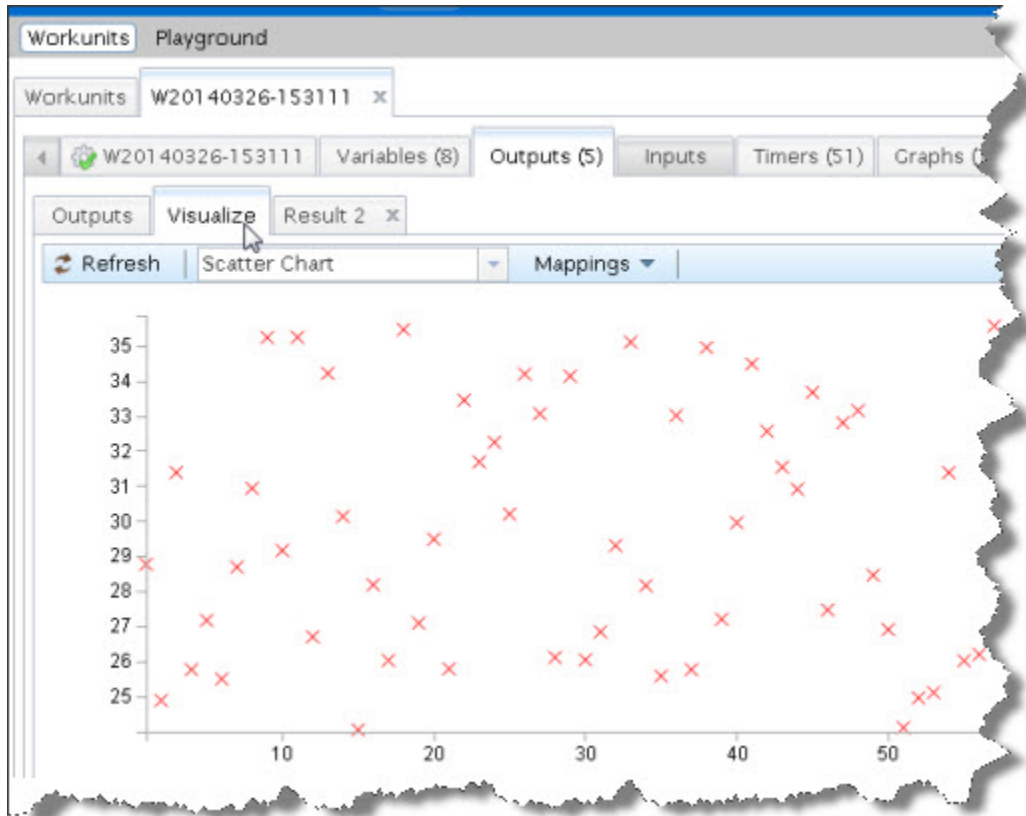 Workunits Playground
Workunits W20140326-153111 x
W20140326-153111 Variables (8) Outputs (5) Inputs Timers (51) Graphs (
Outputs Visualize Result 2 x
Refresh Scatter Chart Mappings
35
34
33
32
31
30
29
28
27
26
25
10 20 30 40 50